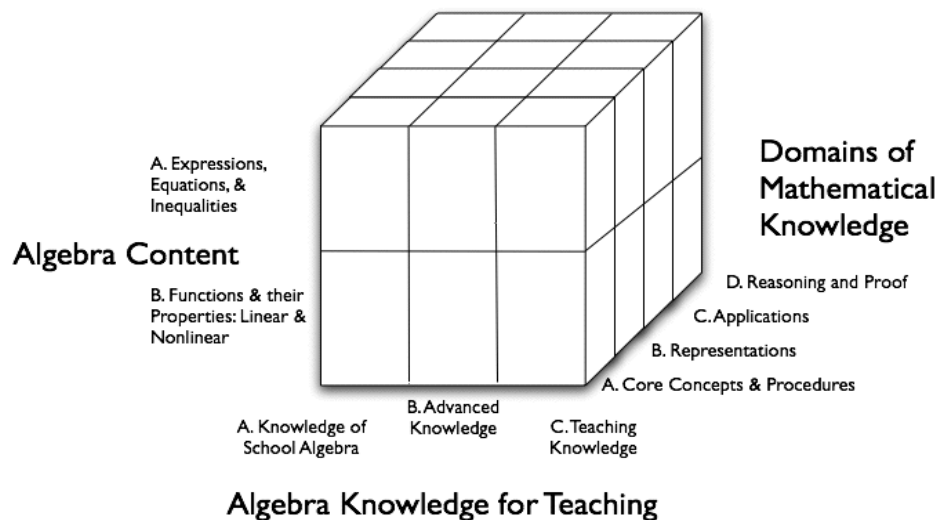 A. Expressions,
Equations, &
Inequalities
Domains of
Mathematical
Knowledge
Algebra Content
B. Functions & their
Properties: Linear &
Nonlinear
D. Reasoning and Proof
C. Applications
B. Representations
A. Core Concepts & Procedures
A. Knowledge of
School Algebra
B. Advanced
Knowledge
C. Teaching
Knowledge
Algebra Knowledge for Teaching